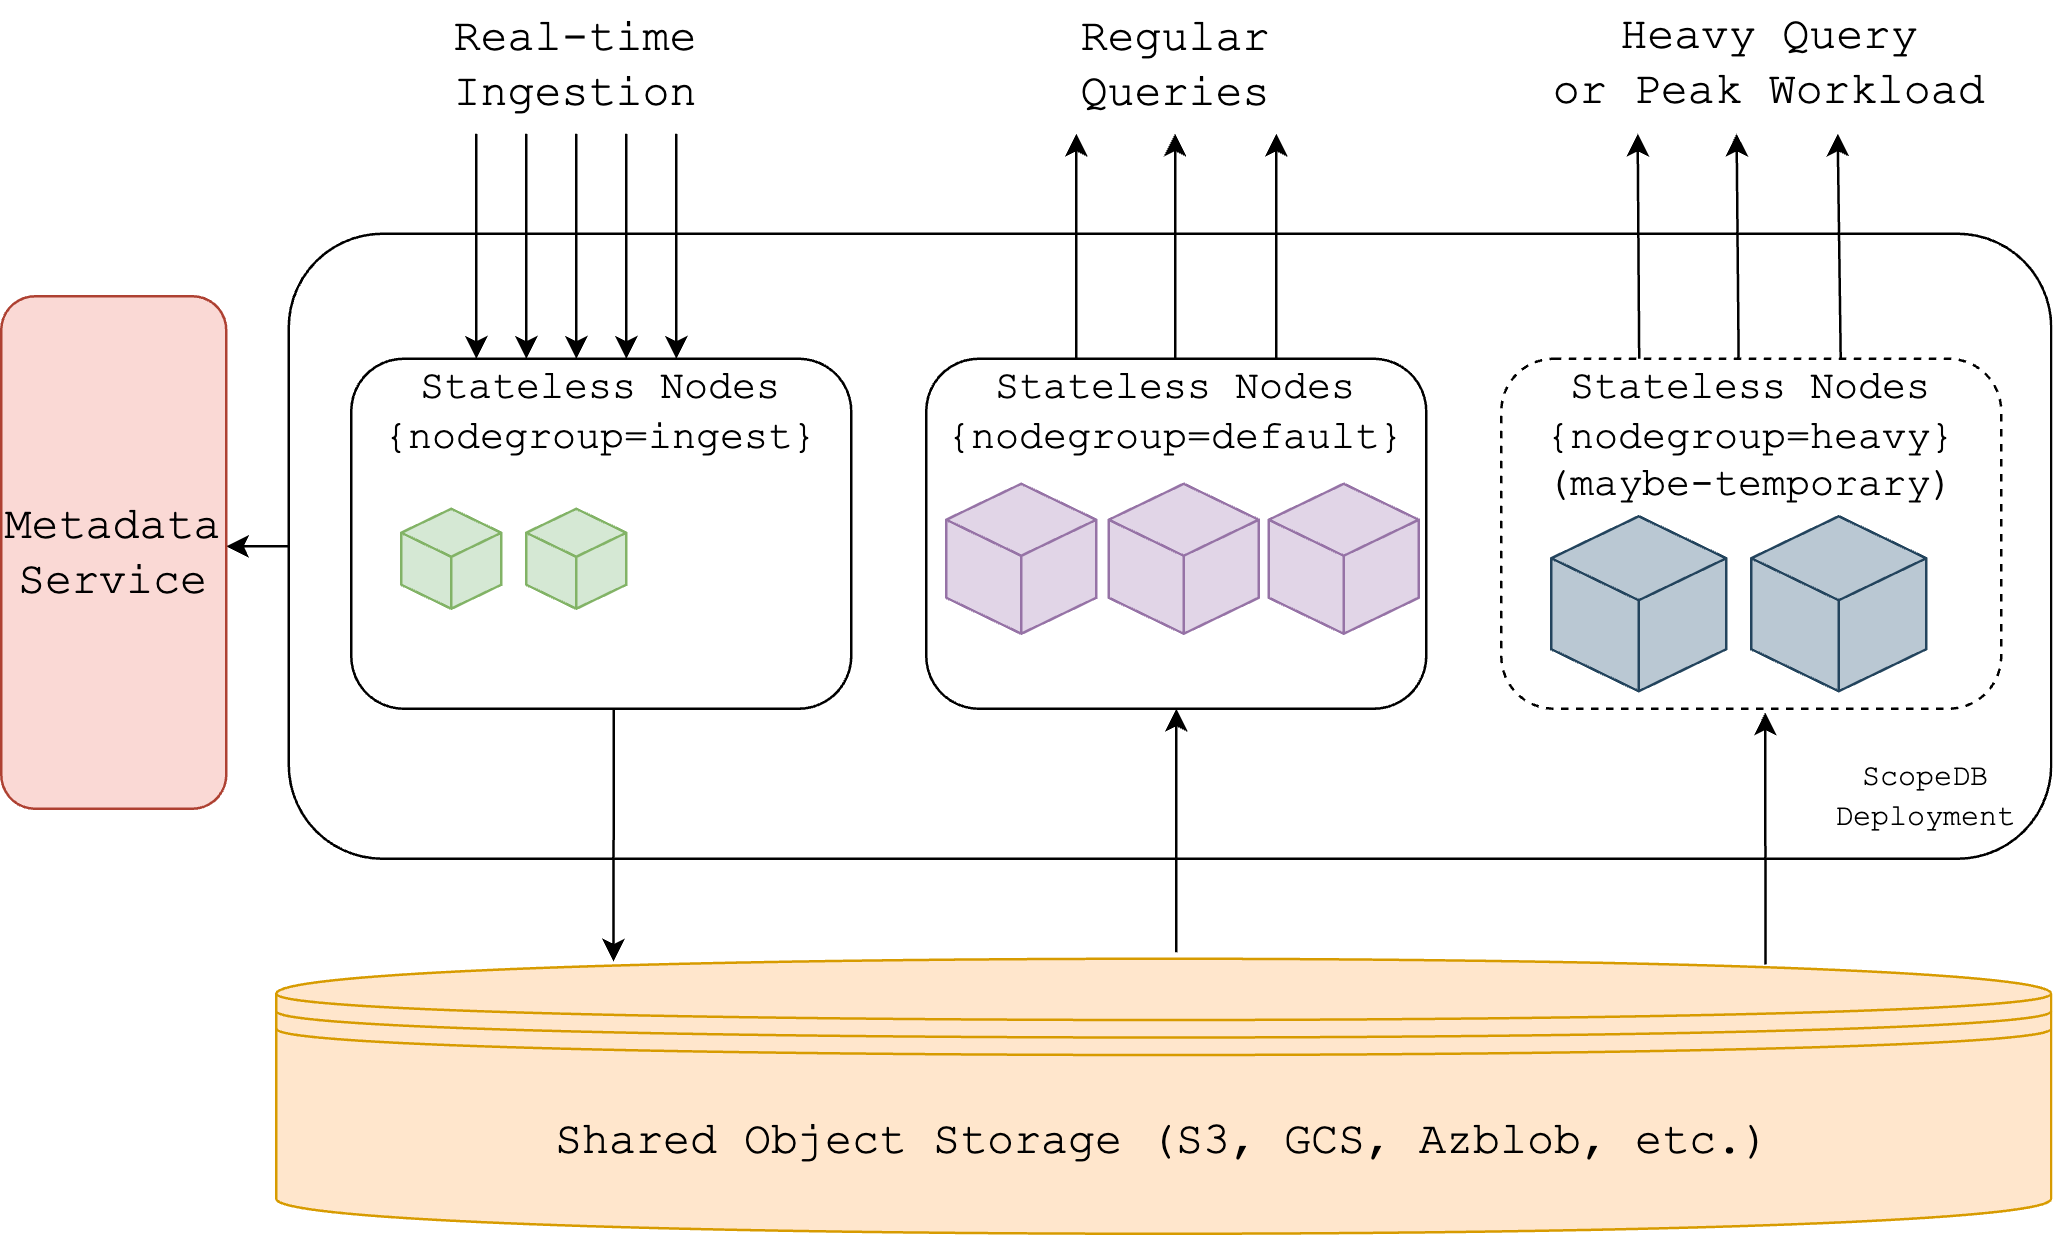 Real-time
Ingestion
Regular
Queries
Heavy Query
or Peak Workload
Metadata
Service
Stateless Nodes
{nodegroup=ingest}
Stateless Nodes
{nodegroup=default}
Stateless Nodes
{nodegroup=heavy}
(maybe-temporary)
ScopeDB
Deployment
Shared Object Storage (S3, GCS, Azblob, etc.)